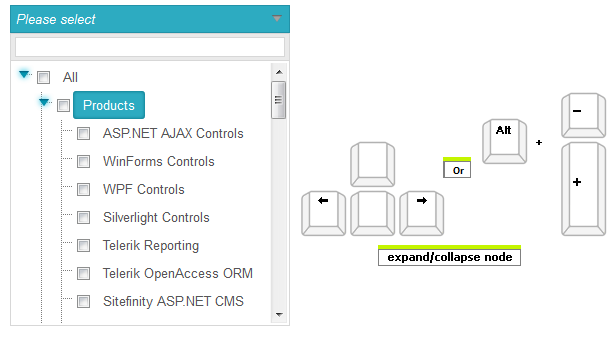 Please select
All
Products
ASP.NET AJAX Controls
WinForms Controls
WPF Controls
Silverlight Controls
Telerik Reporting
Telerik OpenAccess ORM
Sitefinity ASP.NET CMS
←
→
Or
Alt
+
−
+
expand/collapse node